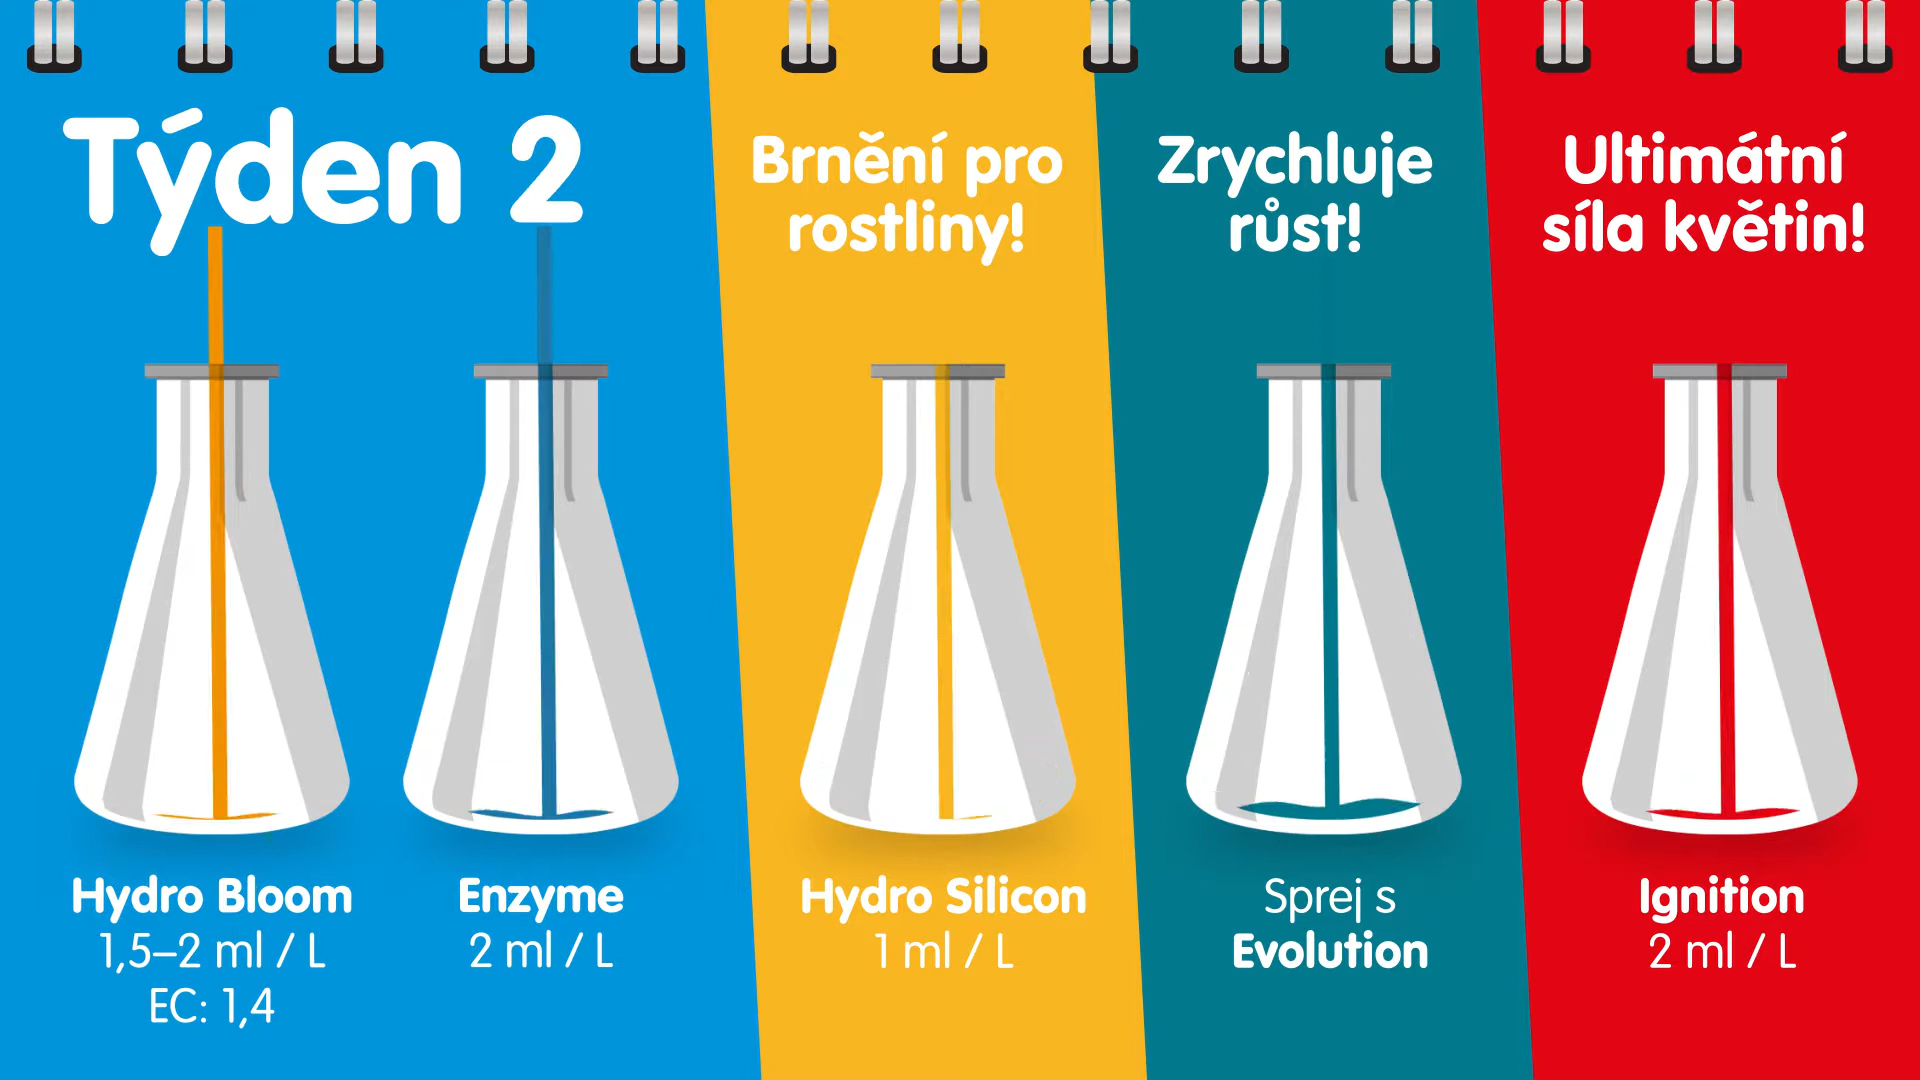 Týden 2
Brnění pro
rostliny!
Zrychluje
růst!
Ultimátní
síla květin!
Hydro Bloom
1,5–2 ml / L
EC: 1,4
Enzyme
2 ml / L
Hydro Silicon
1 ml / L
Sprej s
Evolution
Ignition
2 ml / L